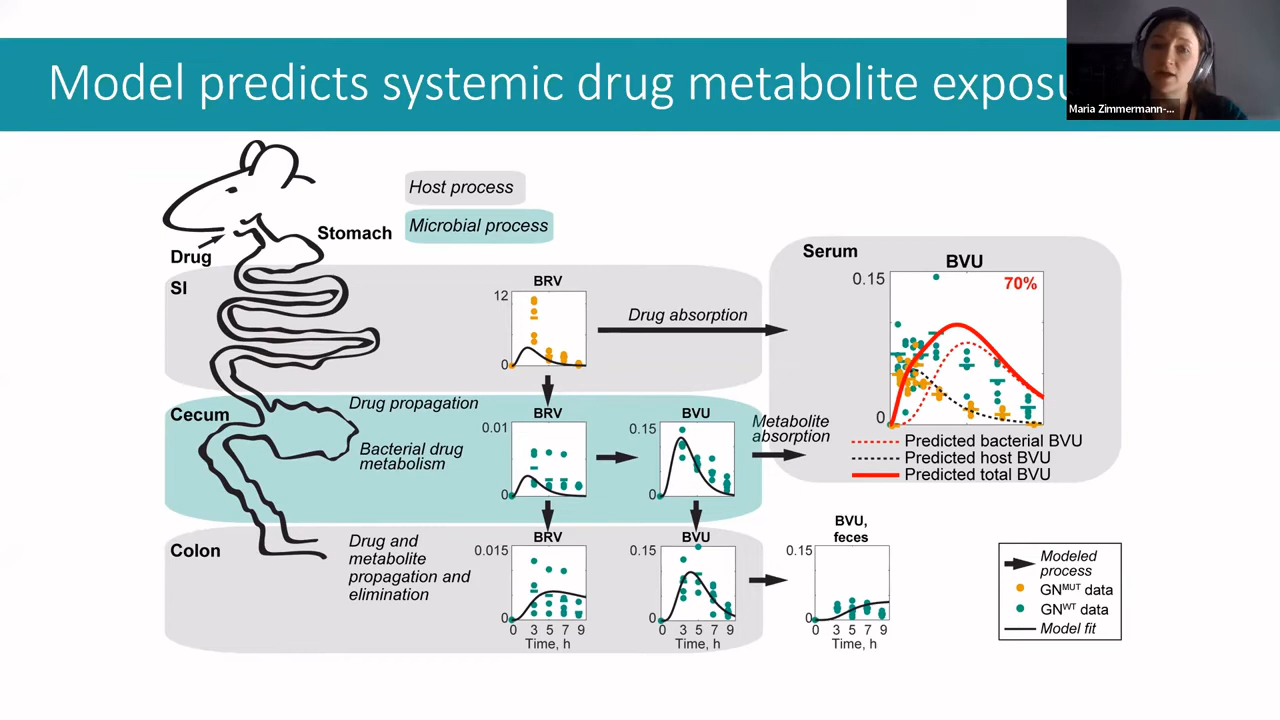 Model predicts systemic drug metabolite exposu
Maria Zimmermann-...
Host process
Microbial process
Stomach
Drug
SI
BRV
12
0
Drug absorption
Serum
BVU
0.15
70%
0
Predicted bacterial BVU
Predicted host BVU
Predicted total BVU
Cecum
Drug propagation
Bacterial drug
metabolism
BRV
0.01
0
BVU
0.15
0
Metabolite
absorption
Colon
Drug and
metabolite
propagation and
elimination
BRV
0.015
0
0 3 5 7 9
Time, h
BVU
0.15
0
0 3 5 7 9
Time, h
BVU,
feces
0.15
0
0 3 5 7 9
Time, h
Modeled
process
GNMUT data
GNWT data
Model fit